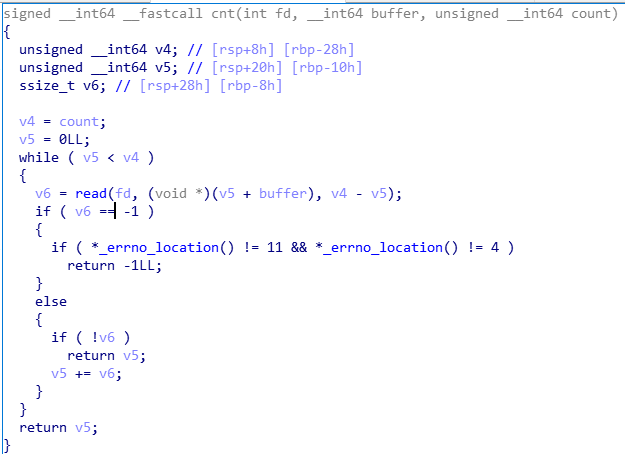 signed __int64 __fastcall cnt(int fd, __int64 buffer, unsigned __int64 count)
{
  unsigned __int64 v4; // [rsp+8h] [rbp-28h]
  unsigned __int64 v5; // [rsp+20h] [rbp-10h]
  ssize_t v6; // [rsp+28h] [rbp-8h]

  v4 = count;
  v5 = 0LL;
  while ( v5 < v4 )
  {
    v6 = read(fd, (void *)(v5 + buffer), v4 - v5);
    if ( v6 == -1 )
    {
      if ( *_errno_location() != 11 && *_errno_location() != 4 )
        return -1LL;
    }
    else
    {
      if ( !v6 )
        return v5;
      v5 += v6;
    }
  }
  return v5;
}